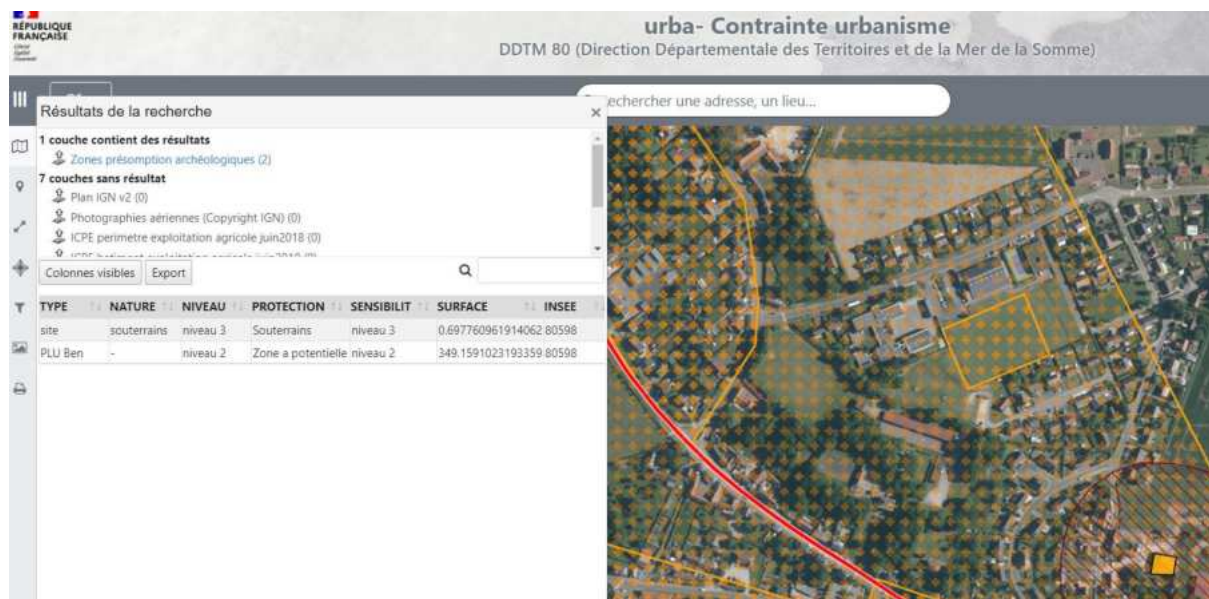 RÉPUBLIQUE
FRANÇAISE
urba- Contrainte urbanisme
DDTM 80 (Direction Départementale des Territoires et de la Mer de la Somme)
echercher une adresse, un lieu...
Résultats de la recherche
1 couche contient des résultats
Zones présomption archéologiques (2)
7 couches sans résultat
Plan IGN v2 (0)
Photographies aériennes (Copyright IGN) (0)
ICPE perimetre exploitation agricole juin2018 (0)
Colonnes visibles Export
TYPE NATURE NIVEAU PROTECTION SENSIBILIT SURFACE INSEE
site souterrains niveau 3 Souterrains niveau 3 0.697760961914062 80598
PLU Ben - niveau 2 Zone a potentielle niveau 2 349.1591023193359 80598